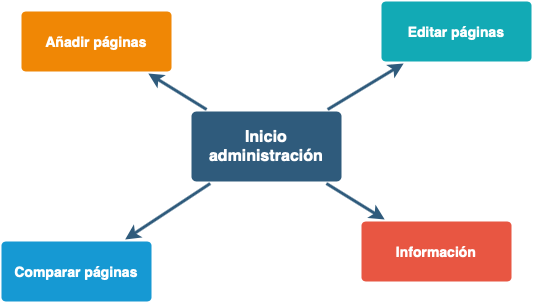 Añadir páginas
Editar páginas
Inicio
administración
Comparar páginas
Información